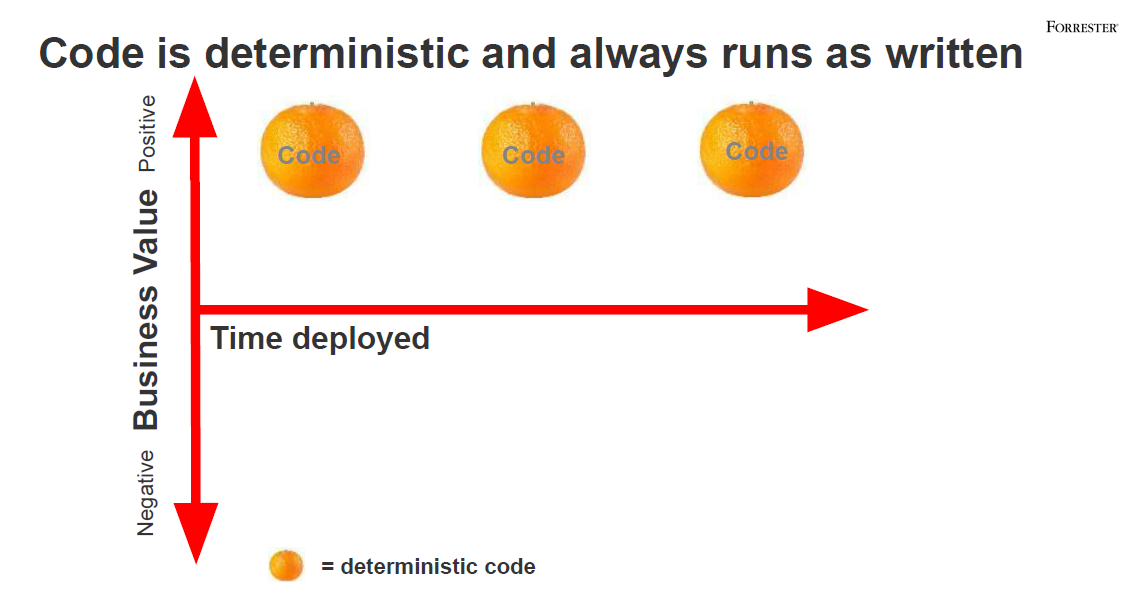 FORRESTER
Code is deterministic and always runs as written
Positive
Business Value
Negative
Code
Code
Code
Time deployed
= deterministic code